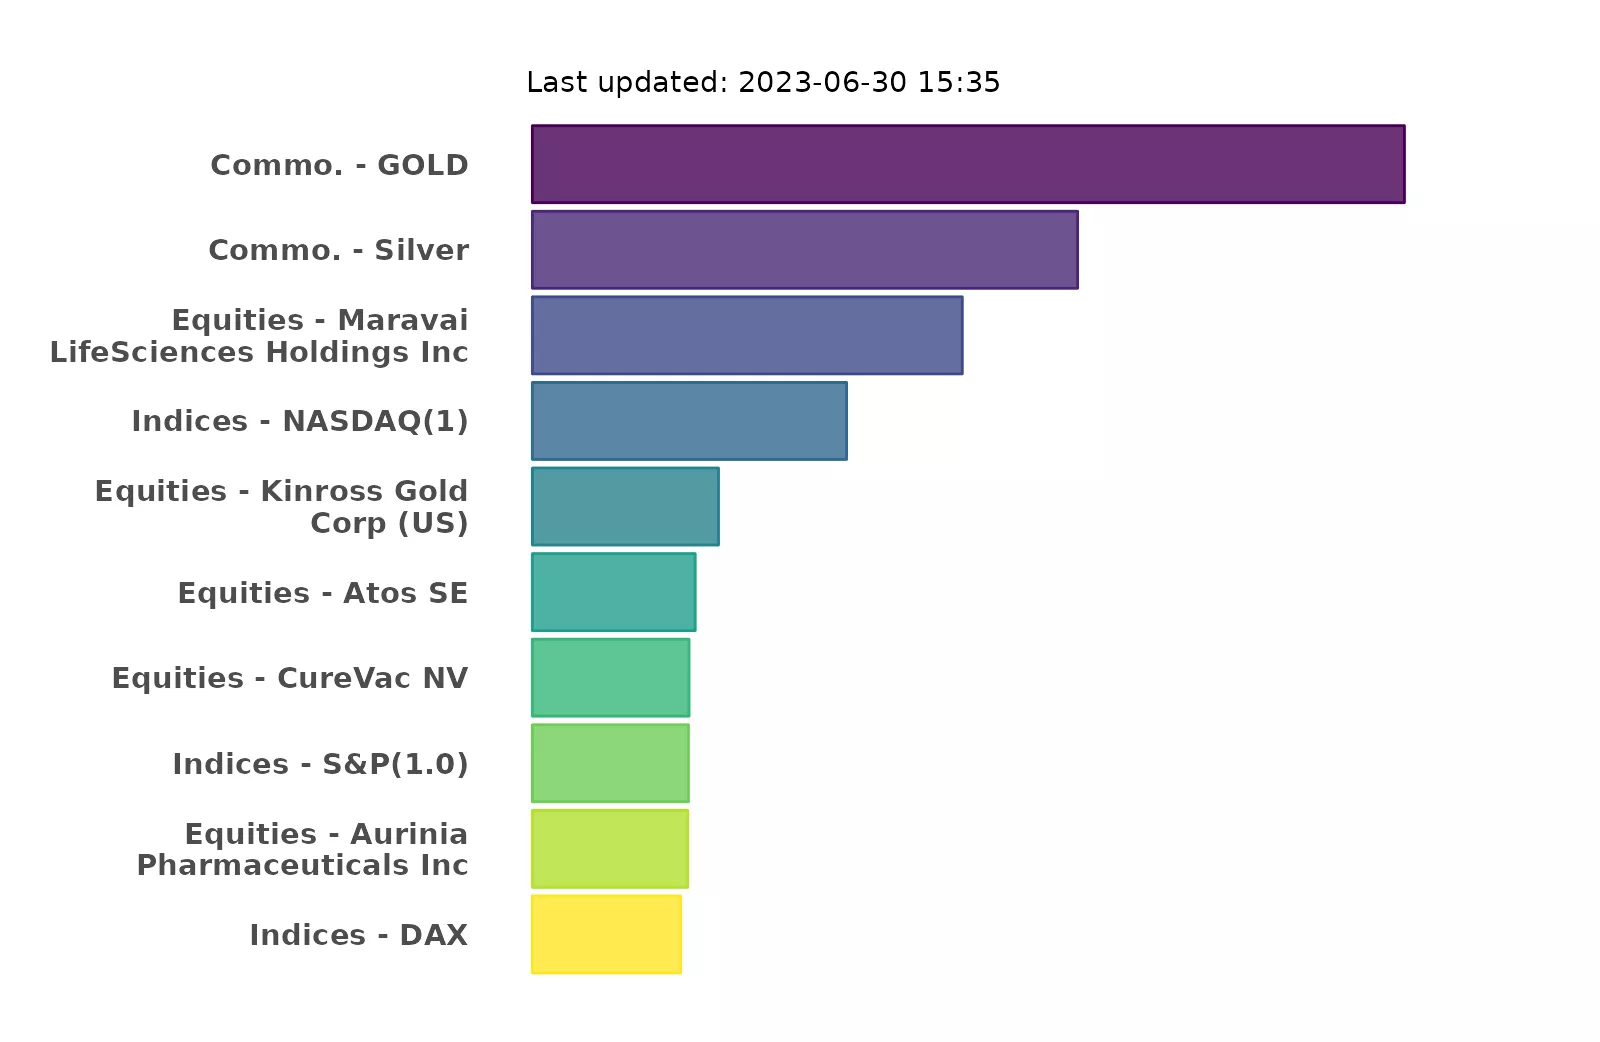 Last updated: 2023-06-30 15:35
Commo. - GOLD
Commo. - Silver
Equities - Maravai
LifeSciences Holdings Inc
Indices - NASDAQ(1)
Equities - Kinross Gold
Corp (US)
Equities - Atos SE
Equities - CureVac NV
Indices - S&P(1.0)
Equities - Aurinia
Pharmaceuticals Inc
Indices - DAX